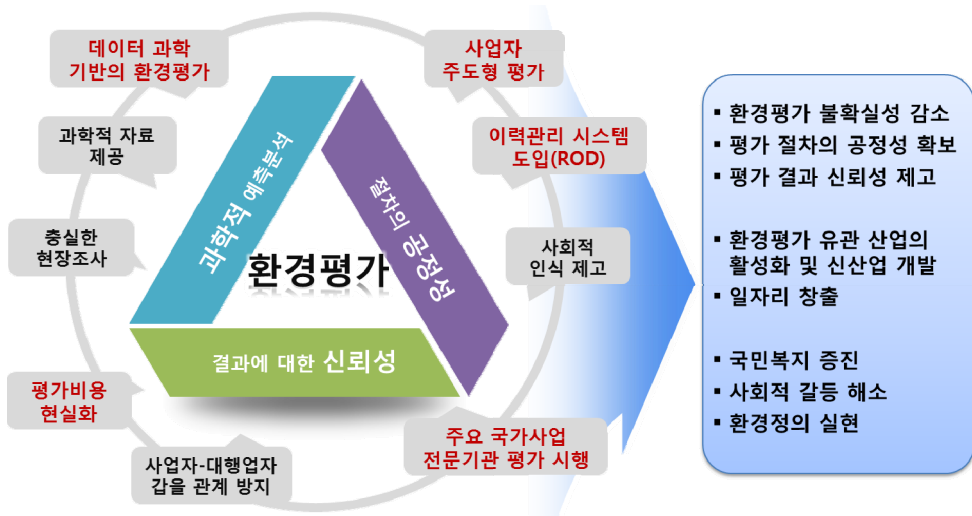 데이터 과학
기반의 환경평가
사업자
주도형 평가
과학적 자료
제공
이력관리 시스템
도입(ROD)
충실한
현장조사
사회적
인식 제고
평가비용
현실화
주요 국가사업
전문기관 평가 시행
사업자-대행업자
갑을 관계 방지
과학적 예측분석
절차의 공정성
환경평가
결과에 대한 신뢰성
▪ 환경평가 불확실성 감소
▪ 평가 절차의 공정성 확보
▪ 평가 결과 신뢰성 제고
▪ 환경평가 유관 산업의
활성화 및 신산업 개발
▪ 일자리 창출
▪ 국민복지 증진
▪ 사회적 갈등 해소
▪ 환경정의 실현